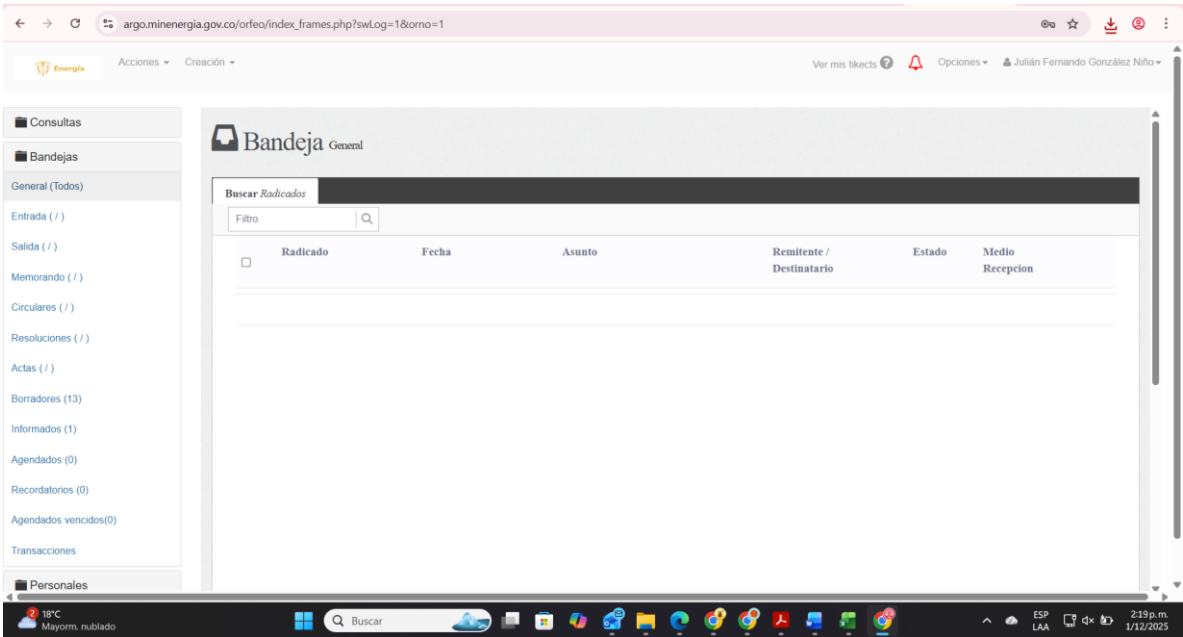 argo.minenergia.gov.co/orfeo/index_frames.php?swLog=1&orno=1
Energía
Acciones
Creación
Ver mis tikects
Opciones
Julián Fernando González Niño
Consultas
Bandejas
General (Todos)
Entrada ( / )
Salida ( / )
Memorando ( / )
Circulares ( / )
Resoluciones ( / )
Actas ( / )
Borradores (13)
Informados (1)
Agendados (0)
Recordatorios (0)
Agendados vencidos(0)
Transacciones
Personales
Bandeja General
Buscar Radicados
Filtro
Radicado Fecha Asunto Remitente / Estado Medio
Destinatario Recepcion
2
18°C
Mayorm. nublado
Buscar
ESP
LAA
2:19 p. m.
1/12/2025